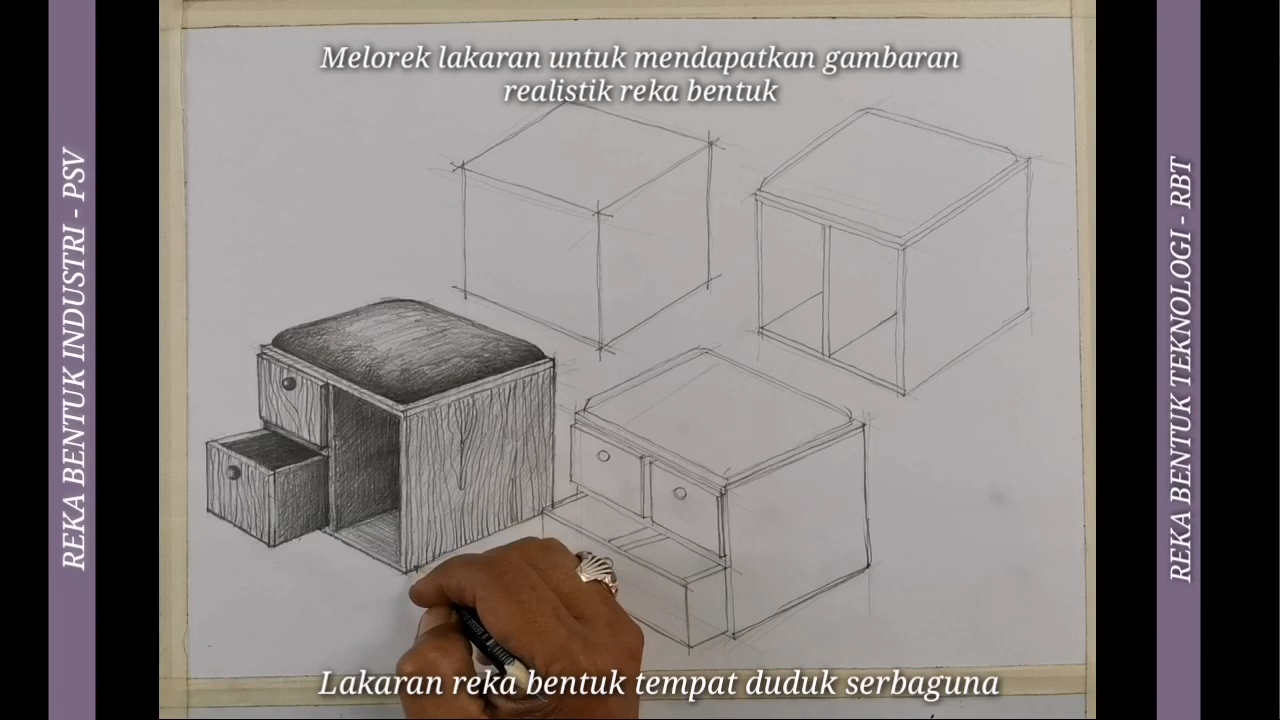 Melorek lakaran untuk mendapatkan gambaran
realistik reka bentuk
REKA BENTUK INDUSTRI - PSV
REKA BENTUK TEKNOLOGI - RBT
Lakaran reka bentuk tempat duduk serbaguna